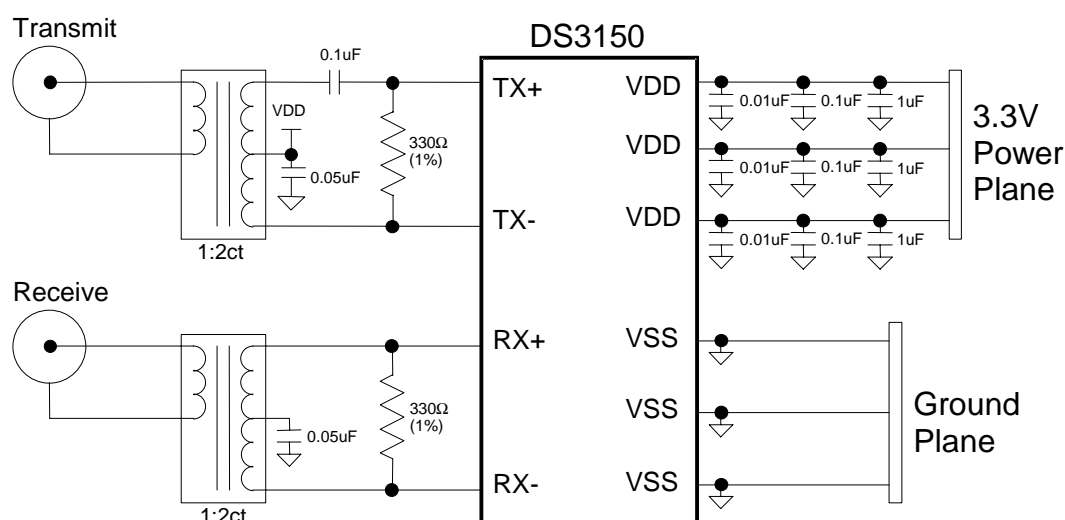 Transmit
DS3150
0.1uF
TX+
VDD
0.01uF
0.1uF
1uF
3.3V
Power
Plane
VDD
330Ω
(1%)
VDD
0.01uF
0.1uF
1uF
0.05uF
TX-
VDD
0.01uF
0.1uF
1uF
1:2ct
Receive
RX+
VSS
330Ω
(1%)
VSS
Ground
Plane
0.05uF
RX-
VSS
1:2ct